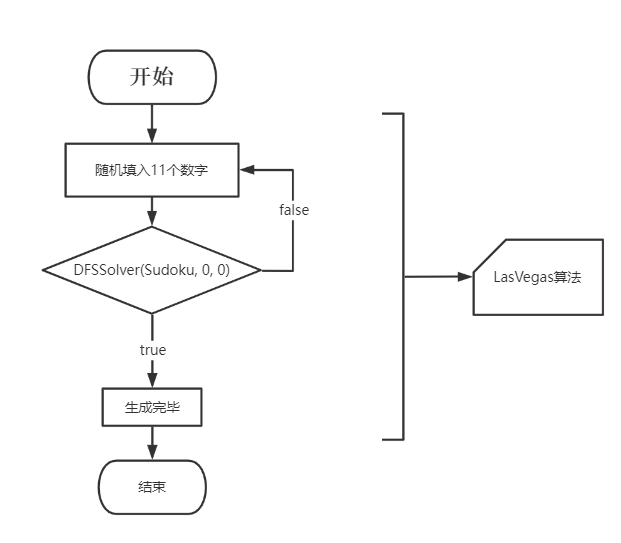 开始
随机填入11个数字
false
DFSSolver(Sudoku, 0, 0)
LasVegas算法
true
生成完毕
结束